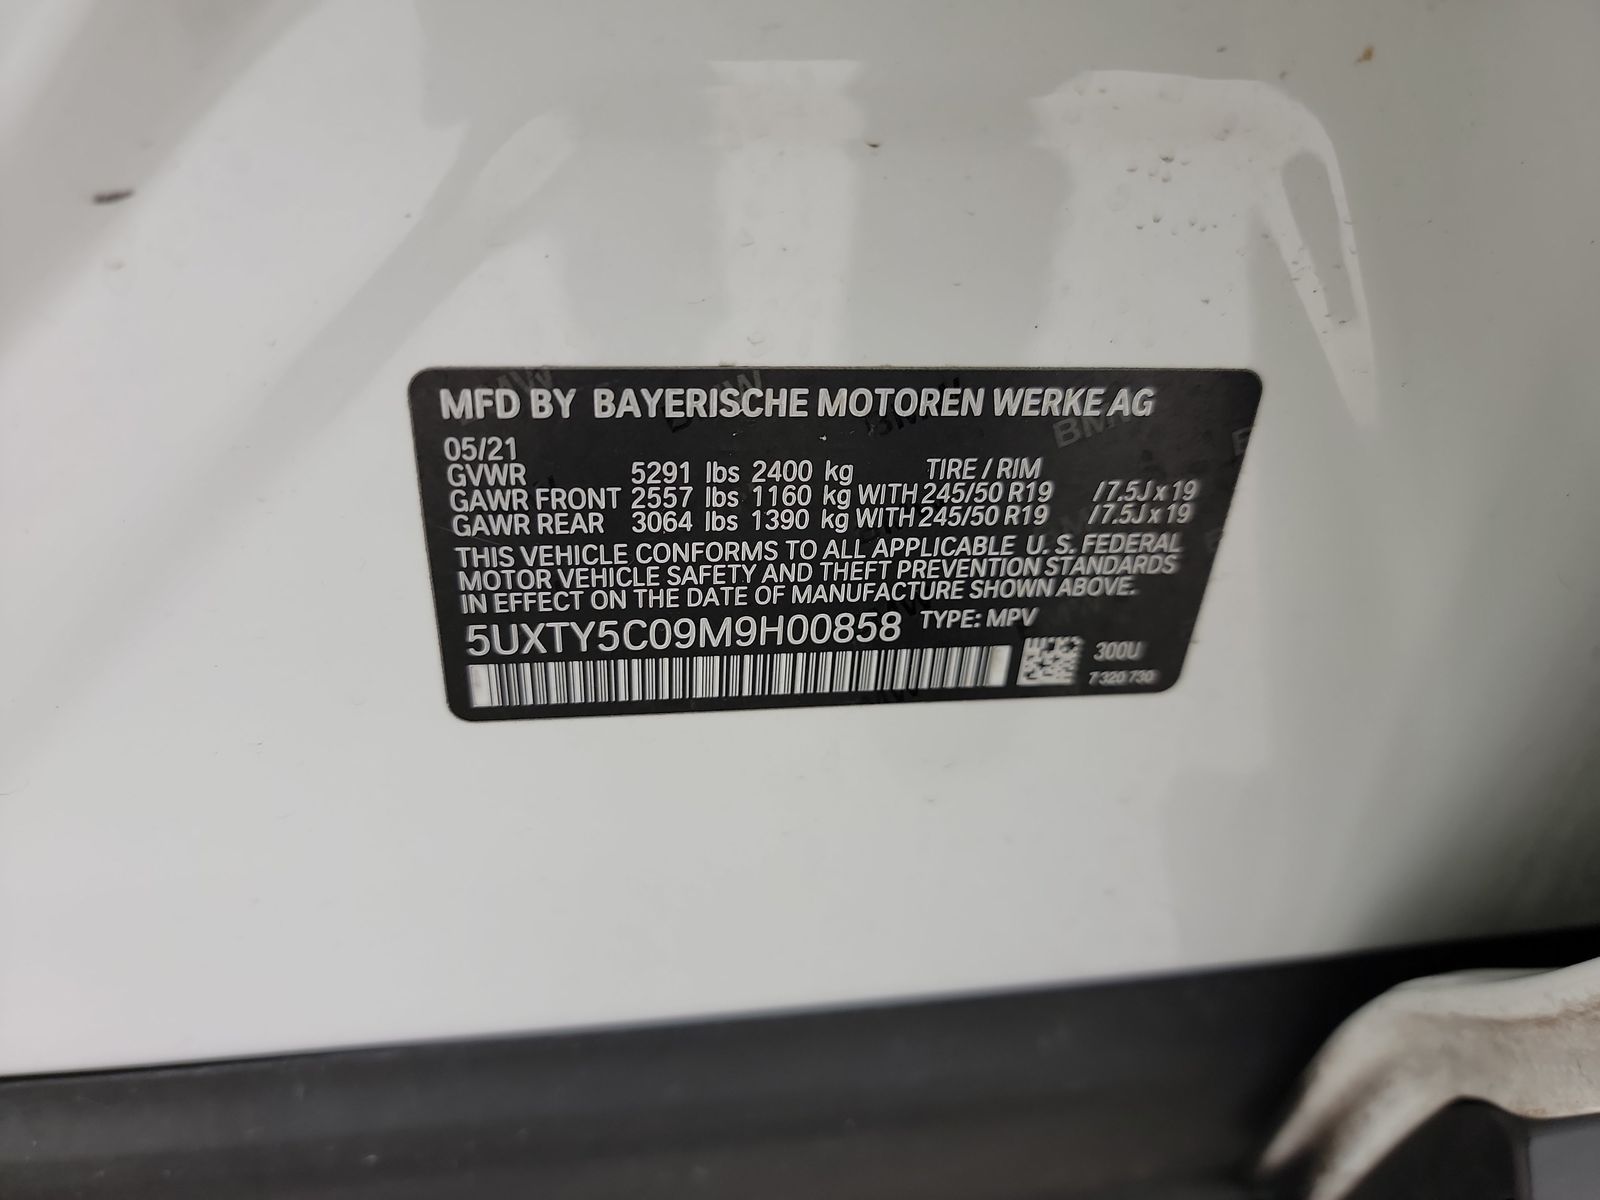 MFD BY BAYERISCHE MOTOREN WERKE AG
05/21
GVWR 5291 lbs 2400 kg TIRE / RIM
GAWR FRONT 2557 lbs 1160 kg WITH 245/50 R19 /7.5J x 19
GAWR REAR 3064 lbs 1390 kg WITH 245/50 R19 /7.5J x 19
THIS VEHICLE CONFORMS TO ALL APPLICABLE U. S. FEDERAL
MOTOR VEHICLE SAFETY AND THEFT PREVENTION STANDARDS
IN EFFECT ON THE DATE OF MANUFACTURE SHOWN ABOVE.
5UXTY5C09M9H00858 TYPE: MPV
300U
7 320 730